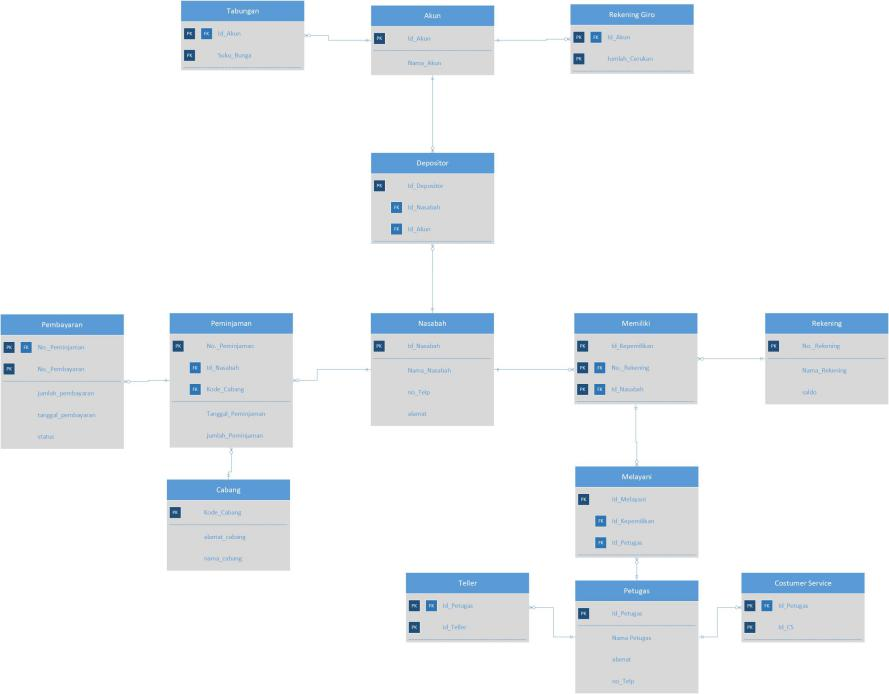 Tabungan
PK FK Id_Akun
PK Suku_Bunga
Akun
PK Id_Akun
Nama_Akun
Rekening Giro
PK FK Id_Akun
PK Jumlah_Cerukan
Depositor
PK Id_Depositor
FK Id_Nasabah
FK Id_Akun
Pembayaran
PK FK No._Peminjaman
PK No._Pembayaran
Jumlah_pembayaran
tanggal_pembayaran
status
Peminjaman
PK No._Peminjaman
FK Id_Nasabah
FK Kode_Cabang
Tanggal_Peminjaman
Jumlah_Peminjaman
Nasabah
PK Id_Nasabah
Nama_Nasabah
no_Telp
alamat
Memiliki
PK Id_Kepemilikan
PK FK No._Rekening
PK FK Id_Nasabah
Rekening
PK No._Rekening
Nama_Rekening
saldo
Cabang
PK Kode_Cabang
alamat_cabang
nama_cabang
Melayani
PK Id_Melayani
FK Id_Kepemilikan
FK Id_Petugas
Teller
PK FK Id_Petugas
PK Id_Teller
Petugas
PK Id_Petugas
Nama Petugas
alamat
no_Telp
Costumer Service
PK FK Id_Petugas
PK Id_CS